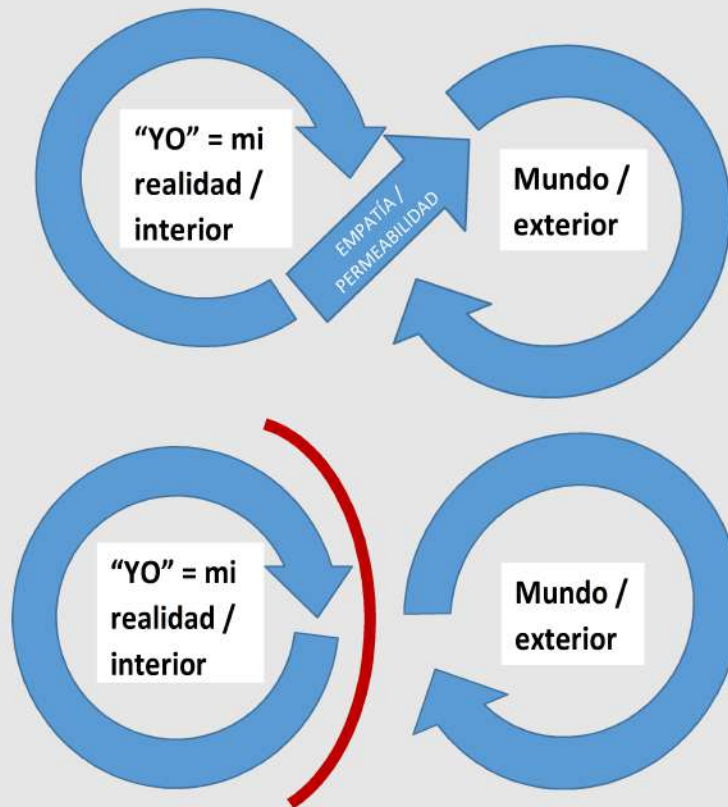 “YO” = mi
realidad /
interior
EMPATÍA /
PERMEABILIDAD
Mundo /
exterior
“YO” = mi
realidad /
interior
Mundo /
exterior